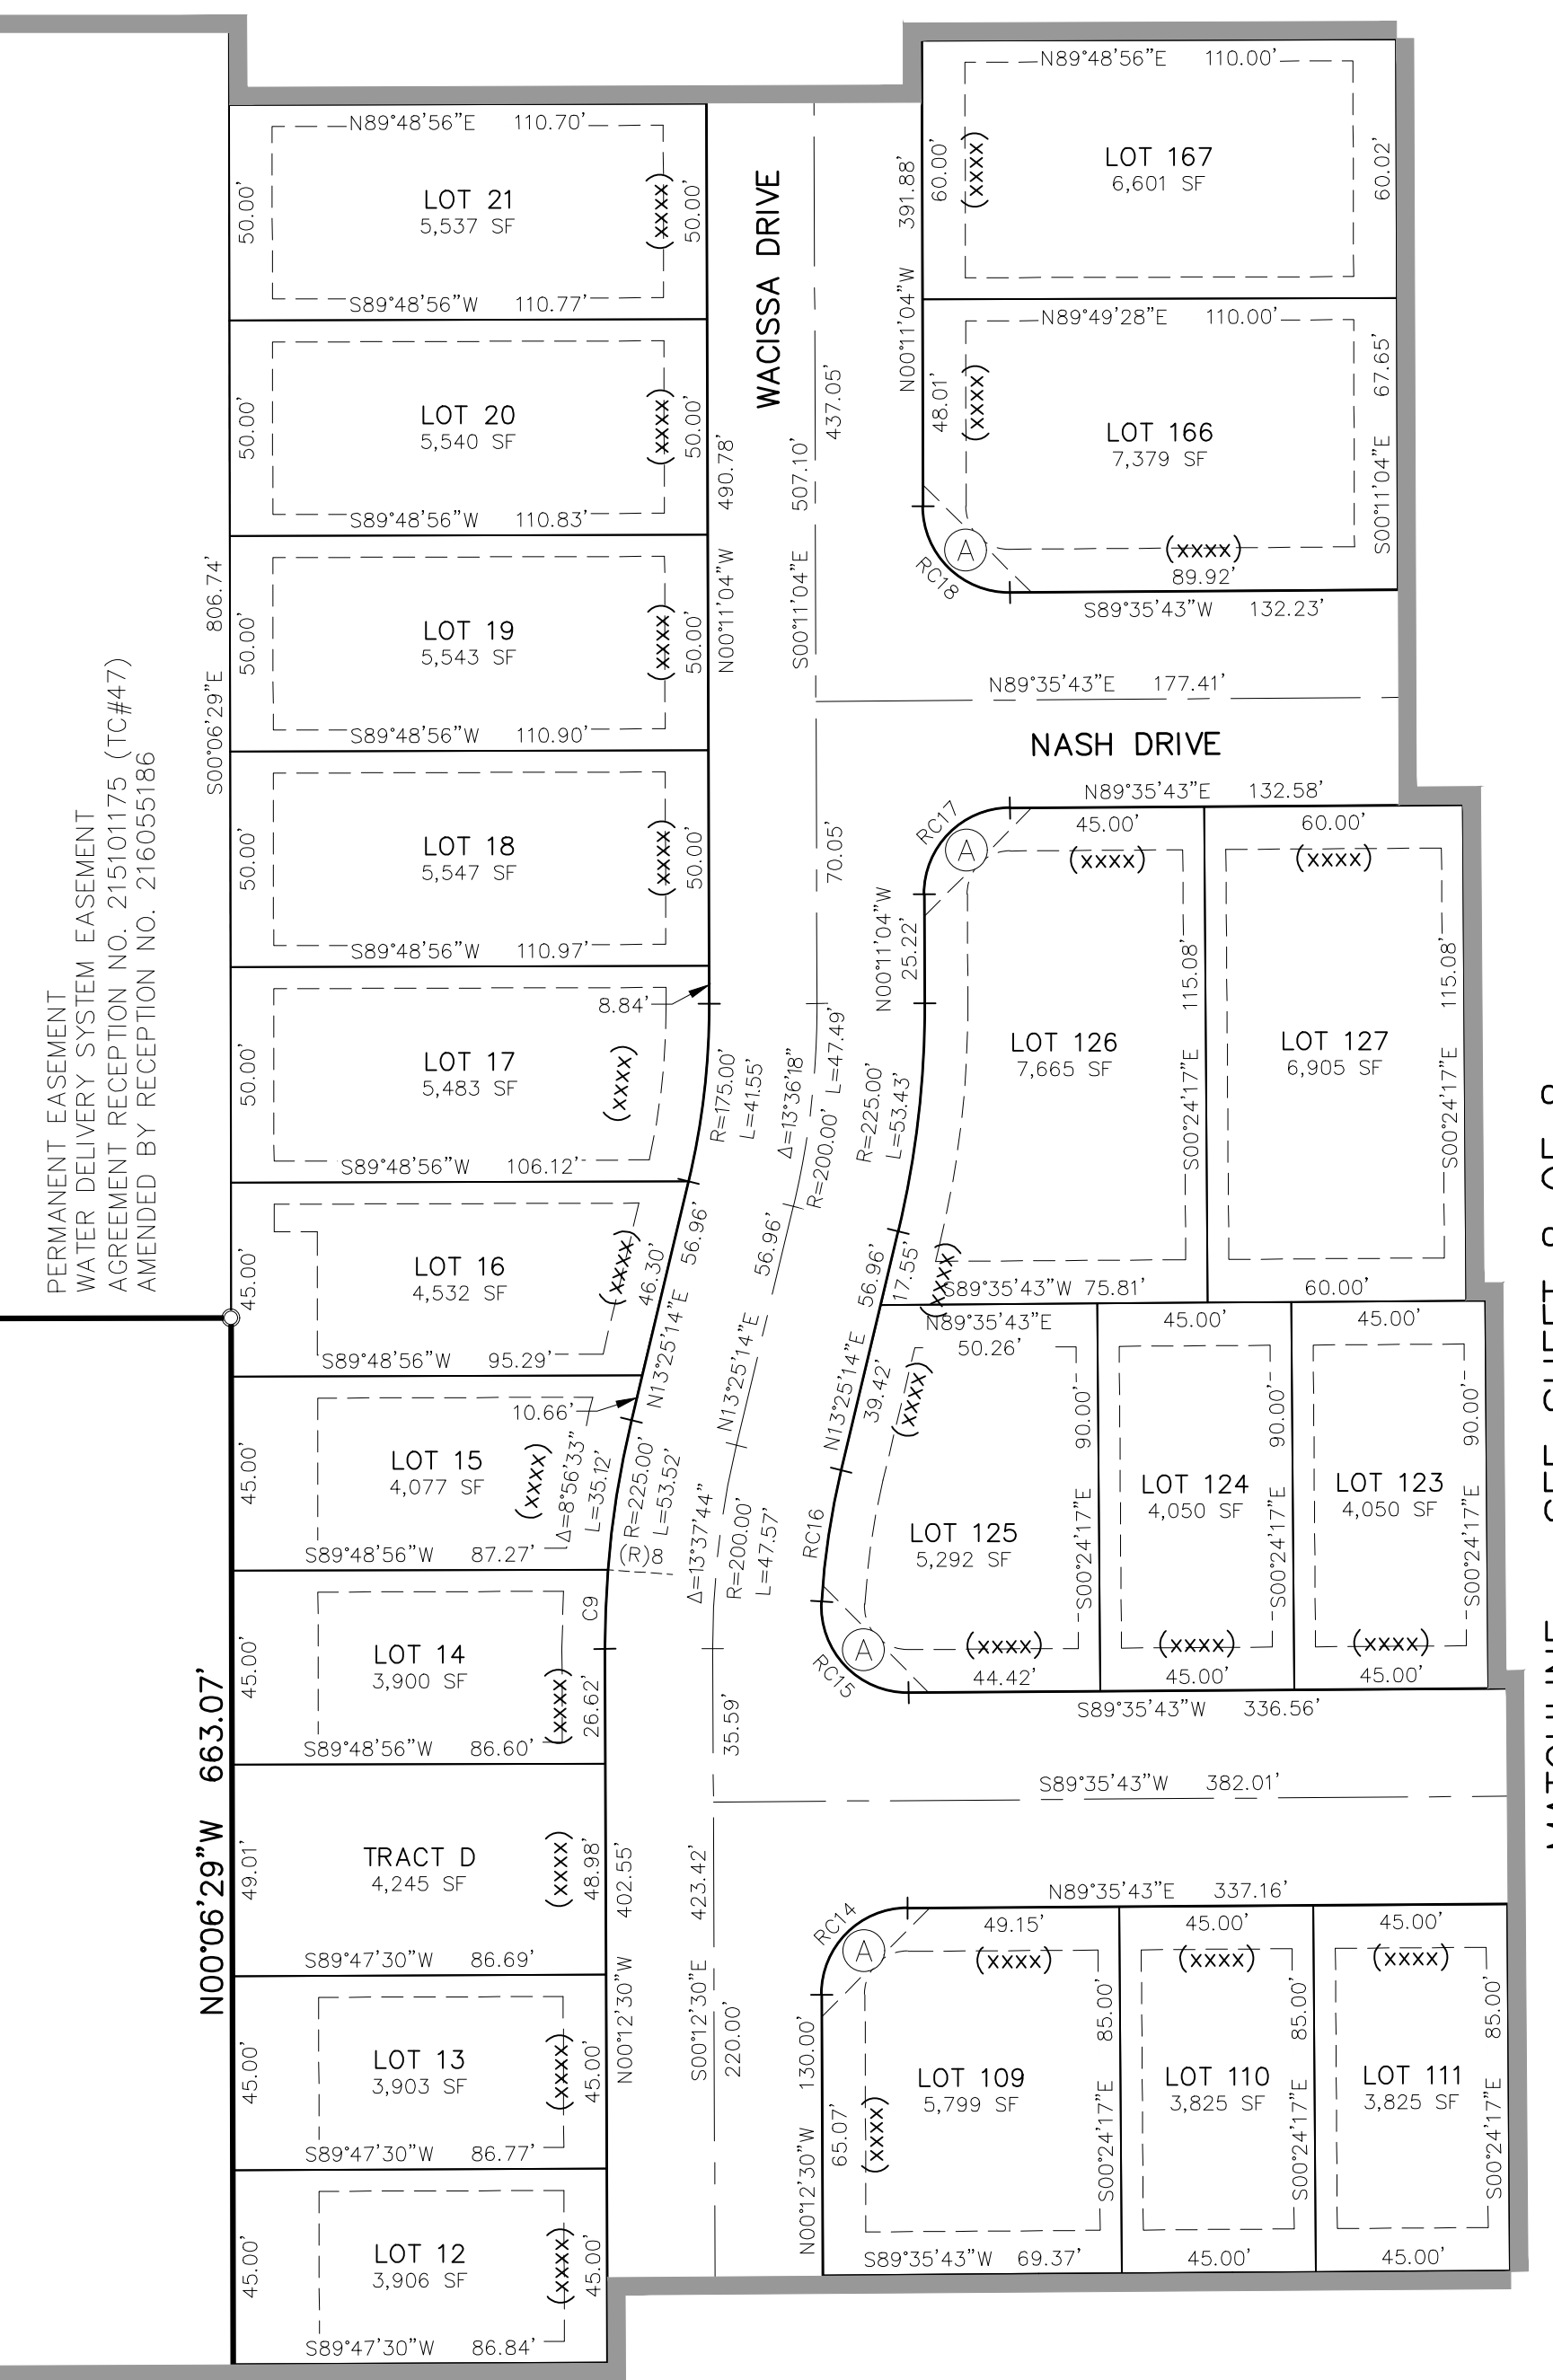 N89°48'56"E 110.70'
50.00'
LOT 21
5,537 SF
(xxxx)
50.00'
S89°48'56"W 110.77'
50.00'
LOT 20
5,540 SF
(xxxx)
50.00'
S89°48'56"W 110.83'
50.00'
LOT 19
5,543 SF
(xxxx)
50.00'
S89°48'56"W 110.90'
50.00'
LOT 18
5,547 SF
(xxxx)
50.00'
S89°48'56"W 110.97'
8.84'
50.00'
LOT 17
5,483 SF
(xxxx)
S89°48'56"W 106.12'
45.00'
LOT 16
4,532 SF
(xxxx)
46.30'
S89°48'56"W 95.29'
10.66'
45.00'
LOT 15
4,077 SF
(xxxx)
Δ=8°56'33"
L=35.12'
S89°48'56"W 87.27'
45.00'
LOT 14
3,900 SF
(xxxx)
C9
26.62'
S89°48'56"W 86.60'
49.01'
TRACT D
4,245 SF
(xxxx)
48.98'
S89°47'30"W 86.69'
45.00'
LOT 13
3,903 SF
(xxxx)
45.00'
S89°47'30"W 86.77'
45.00'
LOT 12
3,906 SF
(xxxx)
45.00'
S89°47'30"W 86.84'
S00°06'29"E 806.74'
PERMANENT EASEMENT
WATER DELIVERY SYSTEM EASEMENT
AGREEMENT RECEPTION NO. 215101175 (TC#47)
AMENDED BY RECEPTION NO. 216055186
N00°06'29"W 663.07'
WACISSA DRIVE
N00°11'04"W 490.78'
S00°11'04"E 507.10'
437.05'
70.05'
R=175.00'
L=41.55'
Δ=13°36'18"
R=200.00' L=47.49'
R=225.00'
L=53.43'
N13°25'14"E 56.96'
N13°25'14"E 56.96'
N13°25'14"E 56.96'
R=225.00'
L=53.52'
(R)8
Δ=13°37'44"
R=200.00'
L=47.57'
35.59'
N00°12'30"W 402.55'
S00°12'30"E 423.42'
220.00'
N89°48'56"E 110.00'
N00°11'04"W 391.88'
60.00'
(xxxx)
LOT 167
6,601 SF
60.02'
N89°49'28"E 110.00'
48.01'
(xxxx)
LOT 166
7,379 SF
S00°11'04"E 67.65'
A
RC18
(xxxx)
89.92'
S89°35'43"W 132.23'
N89°35'43"E 177.41'
NASH DRIVE
N89°35'43"E 132.58'
RC17
A
45.00'
(xxxx)
N00°11'04"W
25.22'
LOT 126
7,665 SF
S00°24'17"E 115.08'
17.55'
(xxxx)
S89°35'43"W 75.81'
60.00'
(xxxx)
LOT 127
6,905 SF
S00°24'17"E 115.08'
60.00'
N89°35'43"E
50.26'
39.42'
(xxxx)
LOT 125
5,292 SF
S00°24'17"E 90.00'
RC16
A
RC15
(xxxx)
44.42'
45.00'
LOT 124
4,050 SF
S00°24'17"E 90.00'
(xxxx)
45.00'
45.00'
LOT 123
4,050 SF
S00°24'17"E 90.00'
(xxxx)
45.00'
S89°35'43"W 336.56'
S89°35'43"W 382.01'
N89°35'43"E 337.16'
RC14
A
49.15'
(xxxx)
N00°12'30"W 130.00'
65.07'
(xxxx)
LOT 109
5,799 SF
S00°24'17"E 85.00'
S89°35'43"W 69.37'
45.00'
(xxxx)
LOT 110
3,825 SF
S00°24'17"E 85.00'
45.00'
45.00'
(xxxx)
LOT 111
3,825 SF
S00°24'17"E 85.00'
45.00'